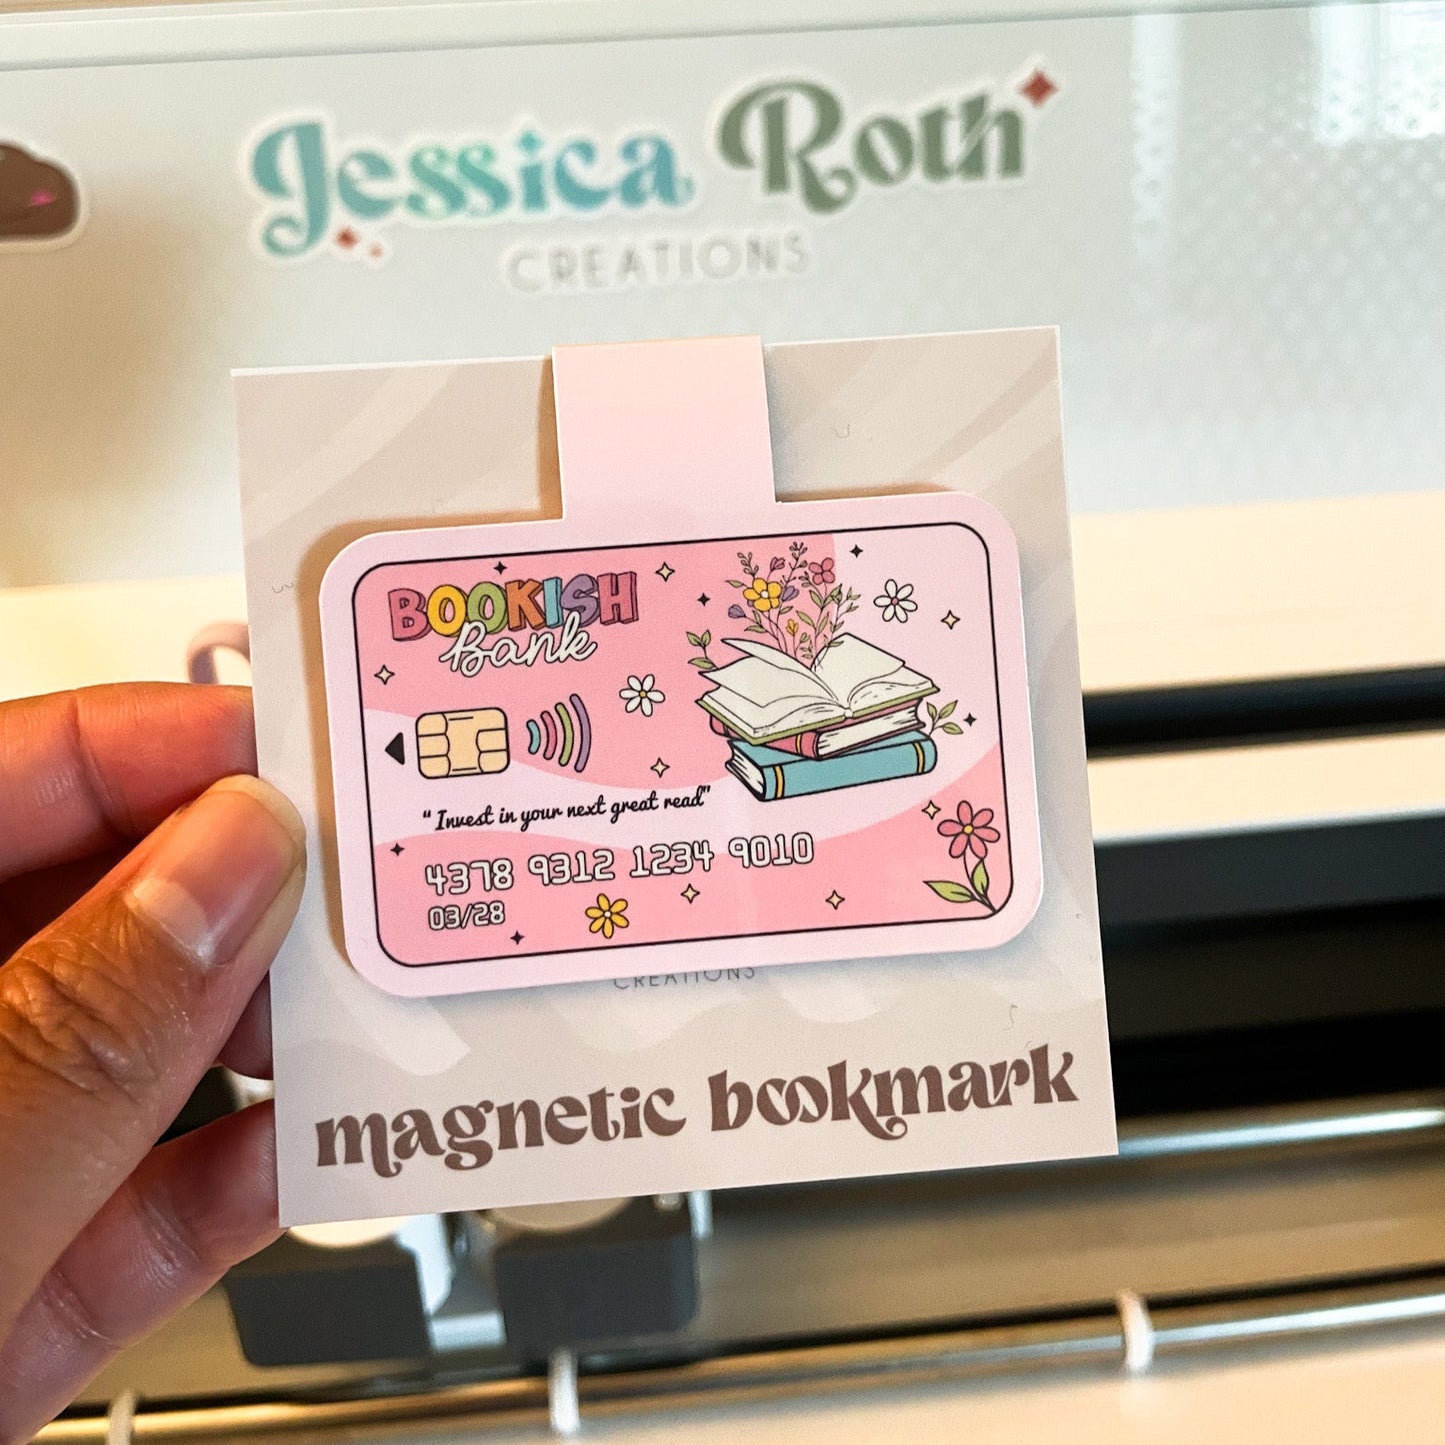 Jessica Roth
CREATIONS
BOOKISH
Bank
“Invest in your next great read”
4378 9312 1234 9010
03/28
CREATIONS
magnetic bookmark